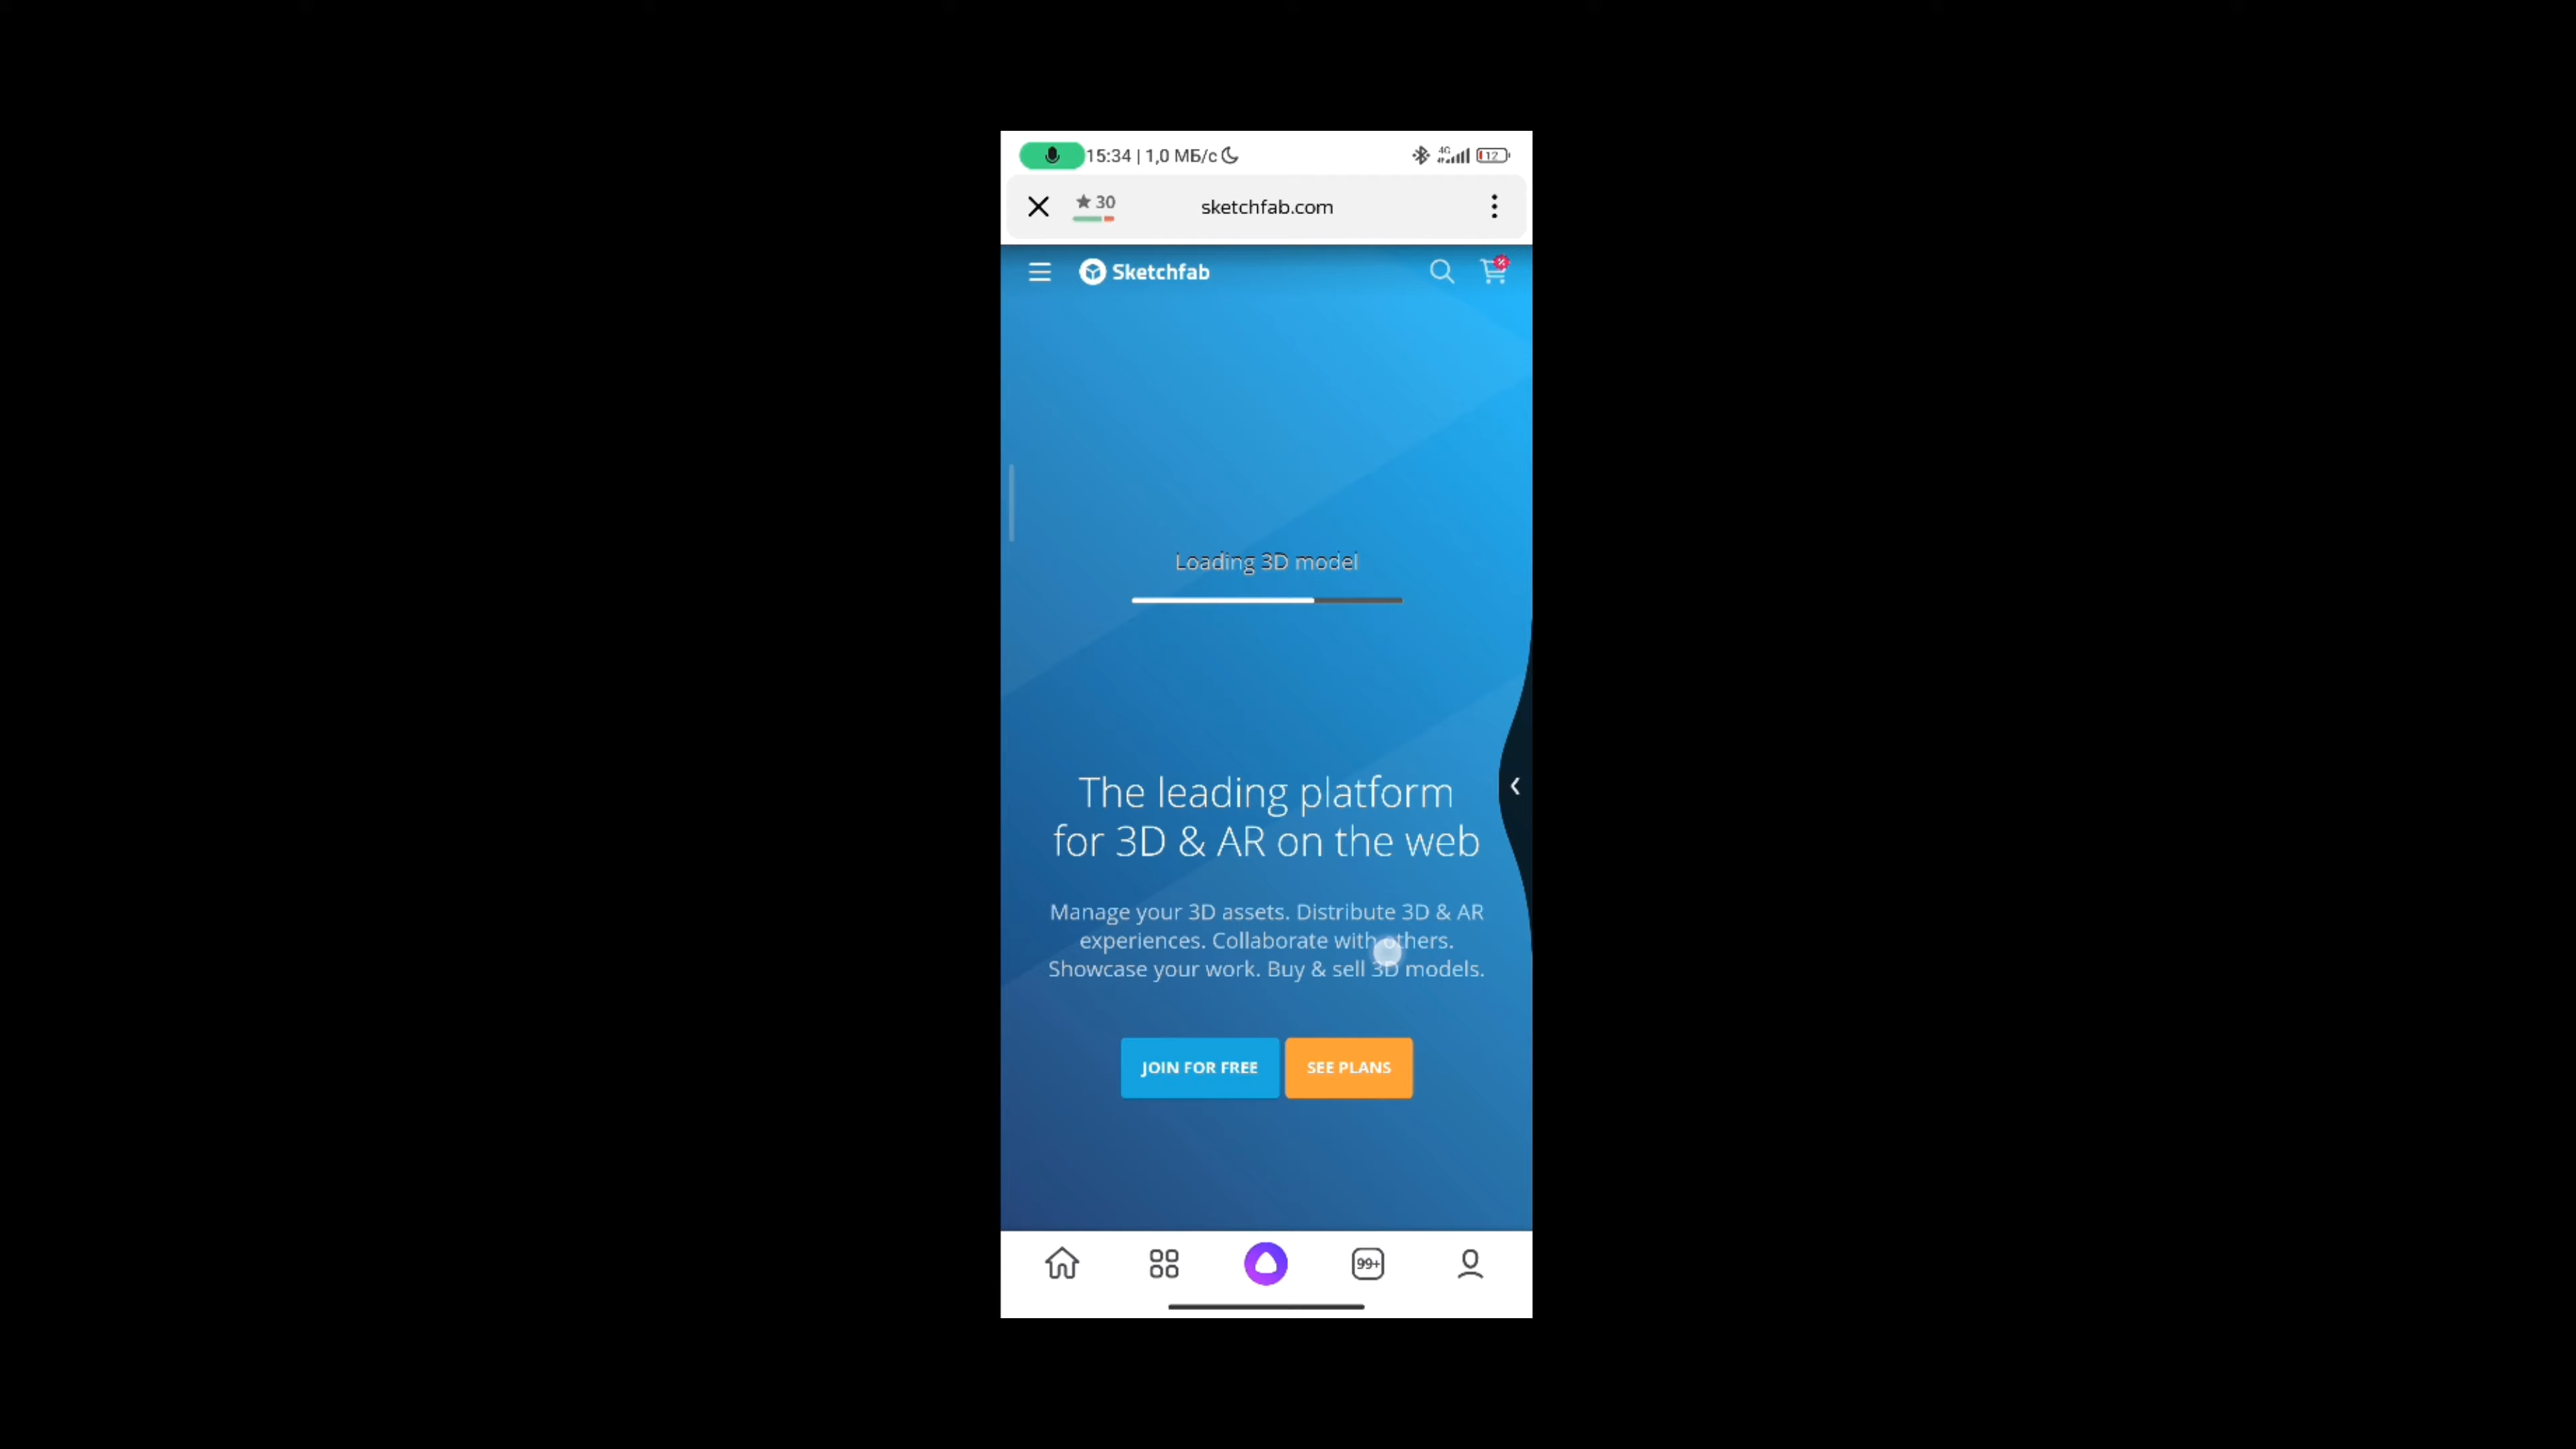 15:34 | 1,0 МБ/с 4G 12
30 sketchfab.com
Sketchfab
Loading 3D model
The leading platform
for 3D & AR on the web
Manage your 3D assets. Distribute 3D & AR
experiences. Collaborate with others.
Showcase your work. Buy & sell 3D models.
JOIN FOR FREE SEE PLANS
99+